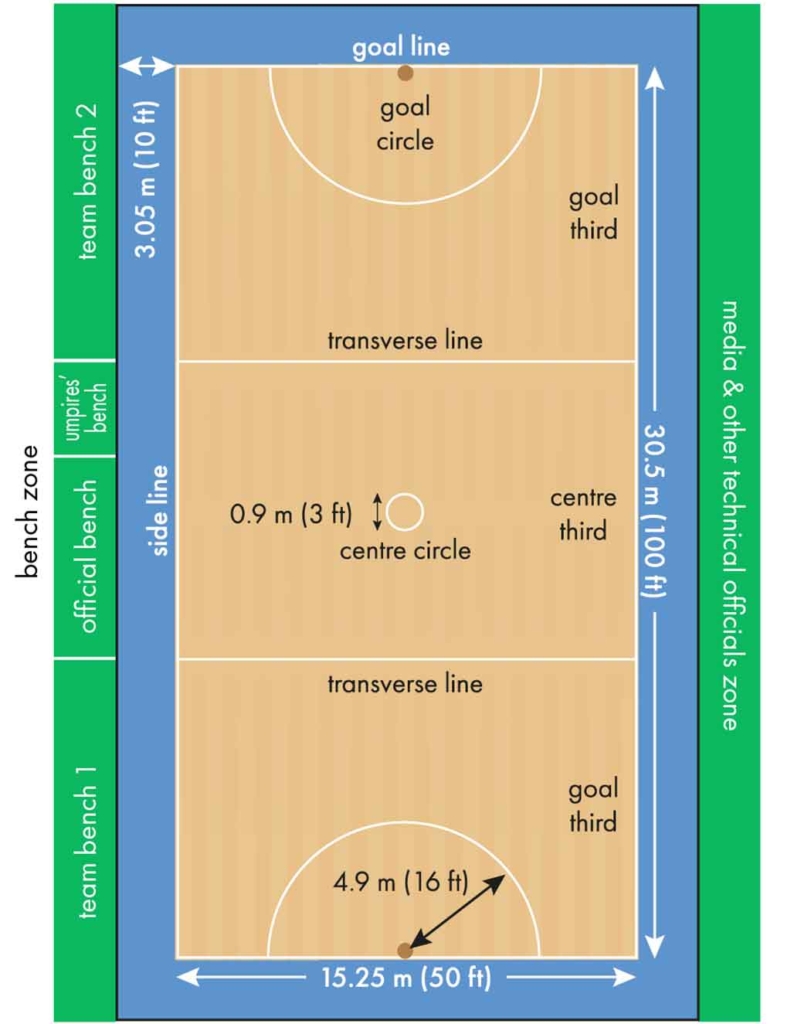 goal line
goal
circle
goal
third
3.05 m (10 ft)
team bench 2
transverse line
umpires’
bench
bench zone
official bench
side line
0.9 m (3 ft)
centre circle
centre
third
30.5 m (100 ft)
media & other technical officials zone
transverse line
goal
third
team bench 1
4.9 m (16 ft)
15.25 m (50 ft)